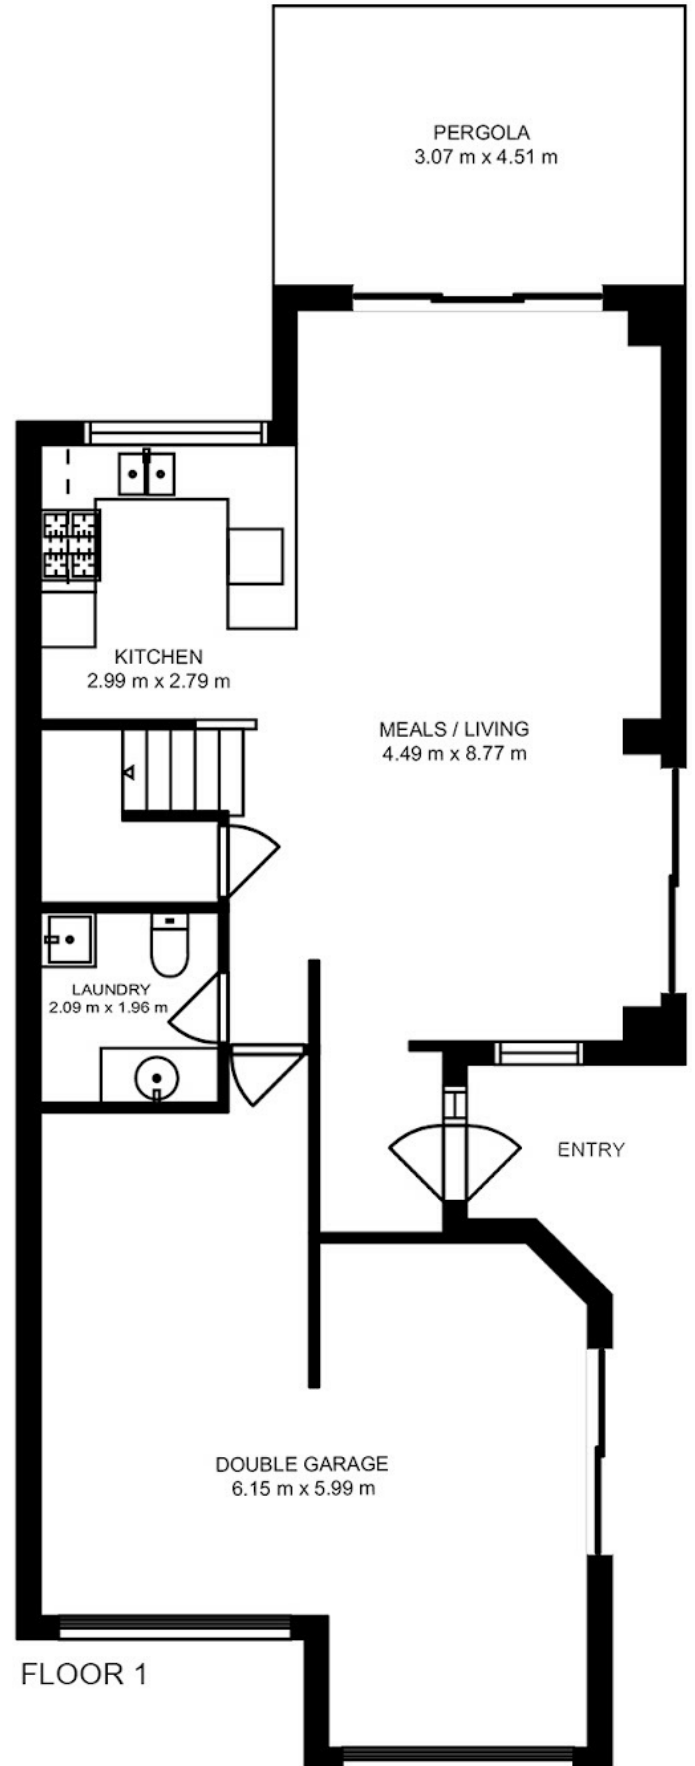 PERGOLA
3.07 m x 4.51 m
KITCHEN
2.99 m x 2.79 m
MEALS / LIVING
4.49 m x 8.77 m
LAUNDRY
2.09 m x 1.96 m
ENTRY
DOUBLE GARAGE
6.15 m x 5.99 m
FLOOR 1